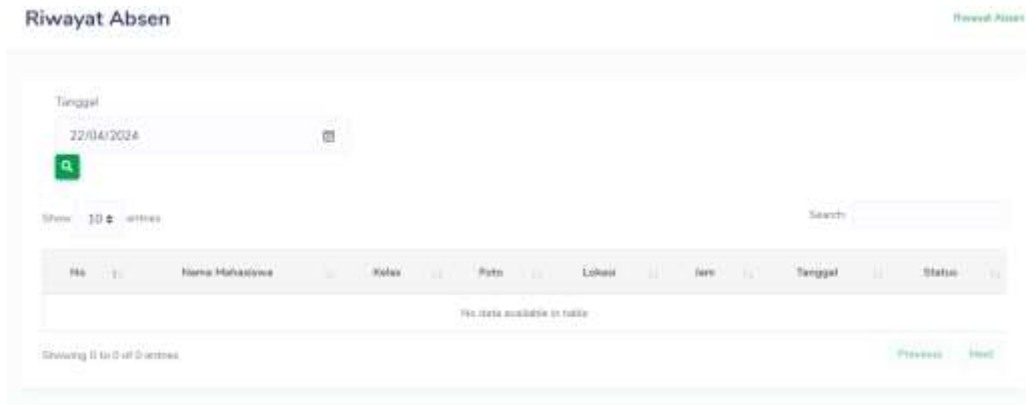 Riwayat Absen
Riwayat Absen
Tanggal
22/04/2024
Show 10 entries
Search:
No Nama Mahasiswa Kelas Foto Lokasi Jam Tanggal Status
No data available in table
Showing 0 to 0 of 0 entries
Previous Next